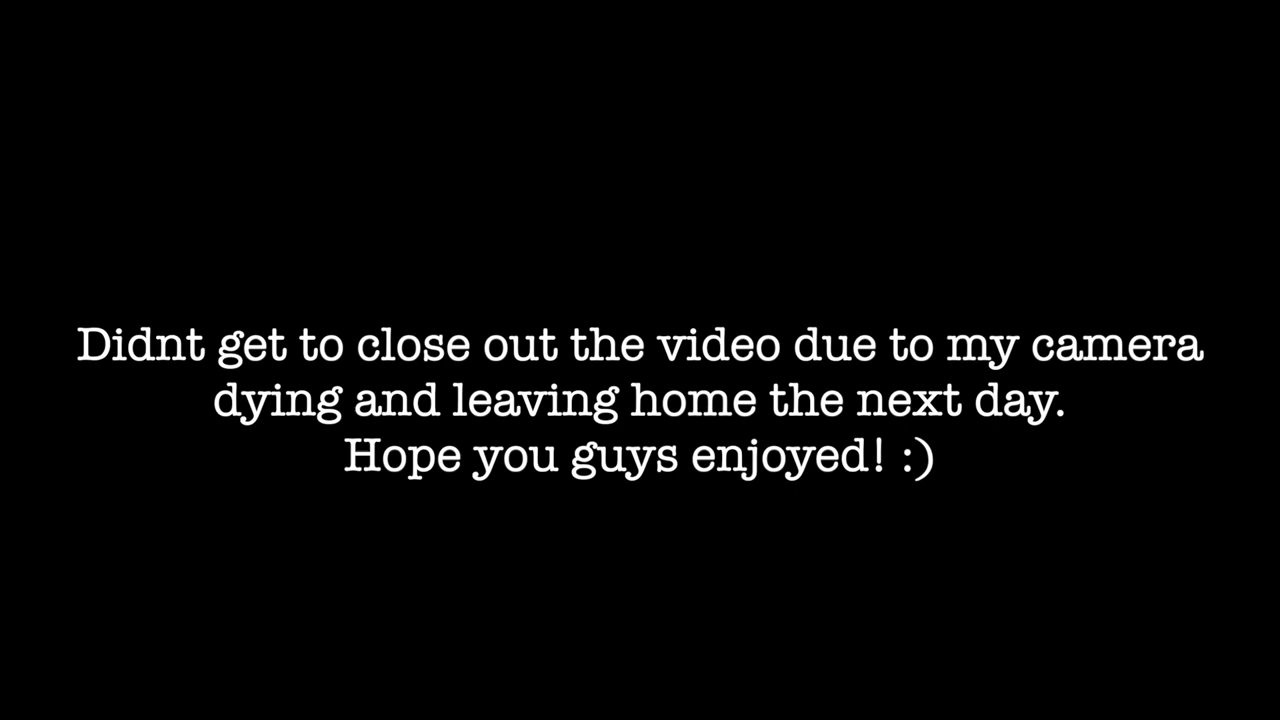 Didnt get to close out the video due to my camera
dying and leaving home the next day.
Hope you guys enjoyed! :)